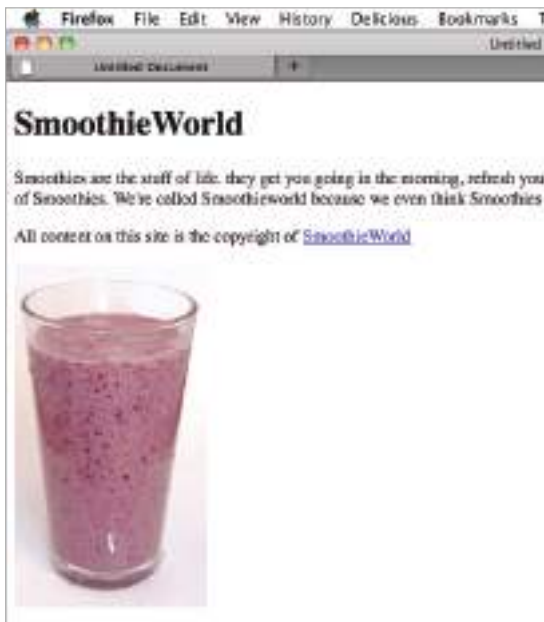 Firefox File Edit View History Delicious Bookmarks T
Untitled
Untitled Document +
SmoothieWorld
Smoothies are the stuff of life. they get you going in the morning, refresh you
of Smoothies. We're called Smoothieworld because we even think Smoothies
All content on this site is the copyright of SmoothieWorld